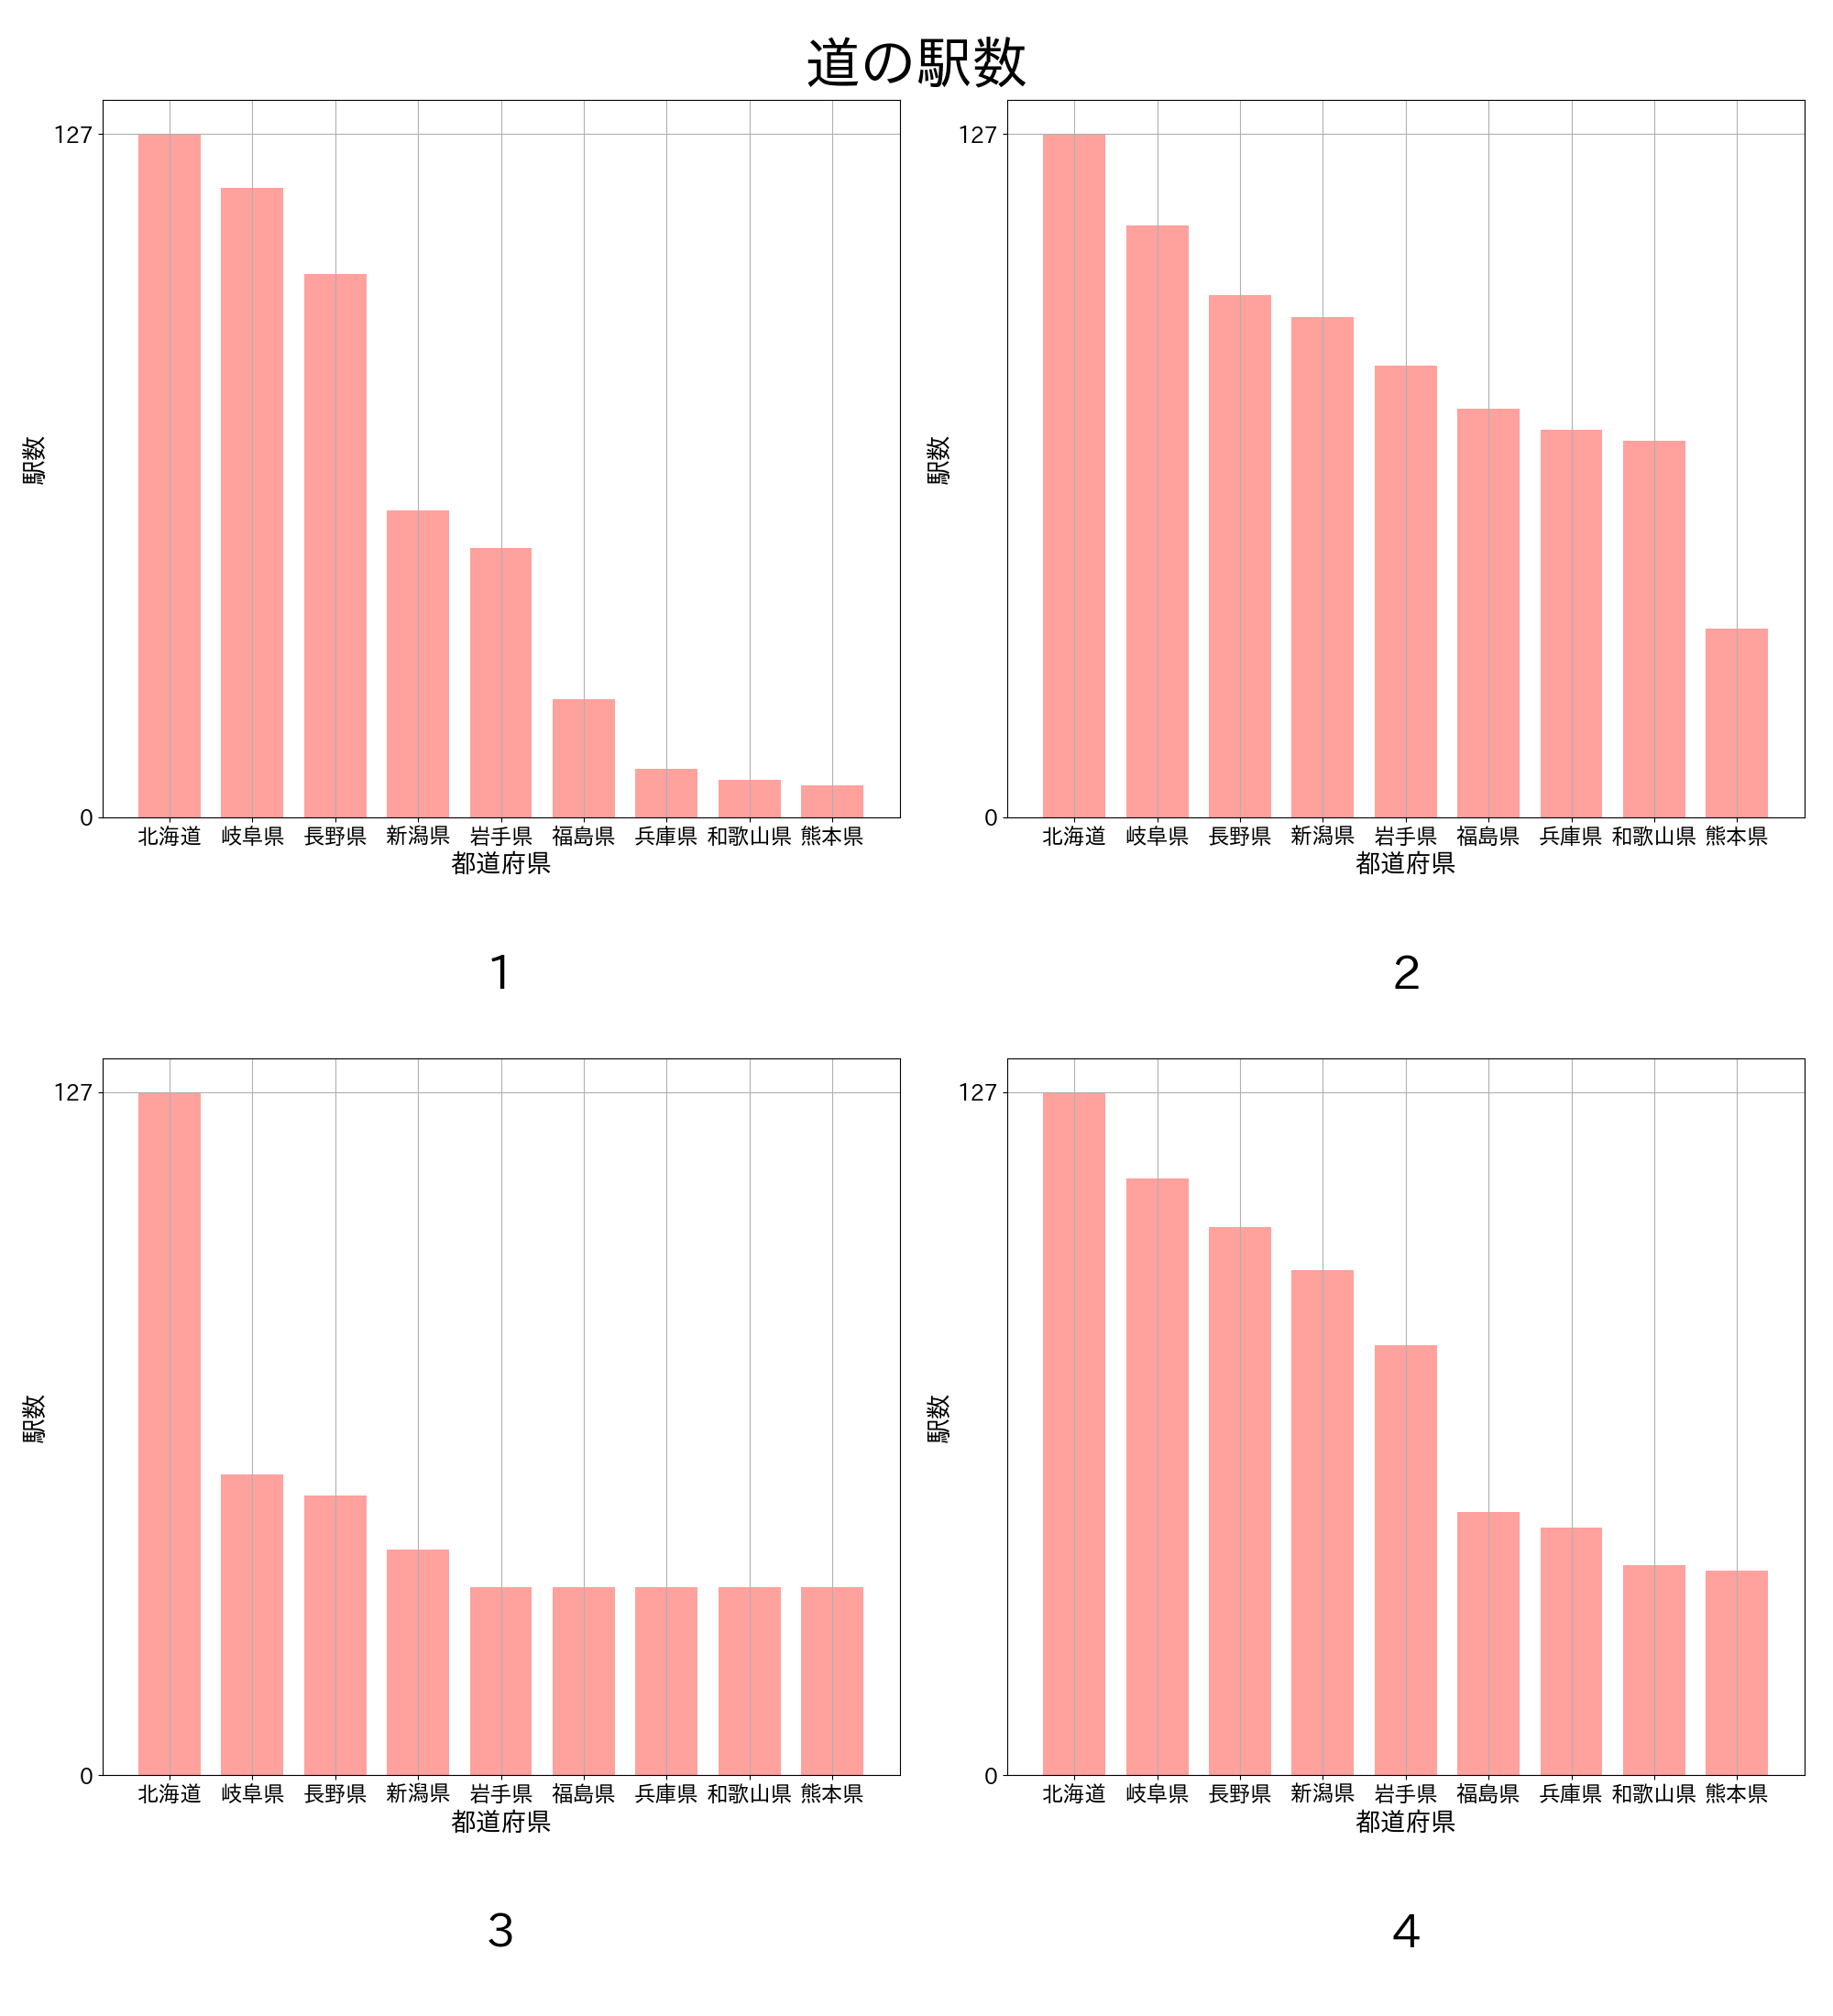 道の駅数
127
0
駅数
北海道 岐阜県 長野県 新潟県 岩手県 福島県 兵庫県 和歌山県 熊本県
都道府県
1
127
0
駅数
北海道 岐阜県 長野県 新潟県 岩手県 福島県 兵庫県 和歌山県 熊本県
都道府県
2
127
0
駅数
北海道 岐阜県 長野県 新潟県 岩手県 福島県 兵庫県 和歌山県 熊本県
都道府県
3
127
0
駅数
北海道 岐阜県 長野県 新潟県 岩手県 福島県 兵庫県 和歌山県 熊本県
都道府県
4